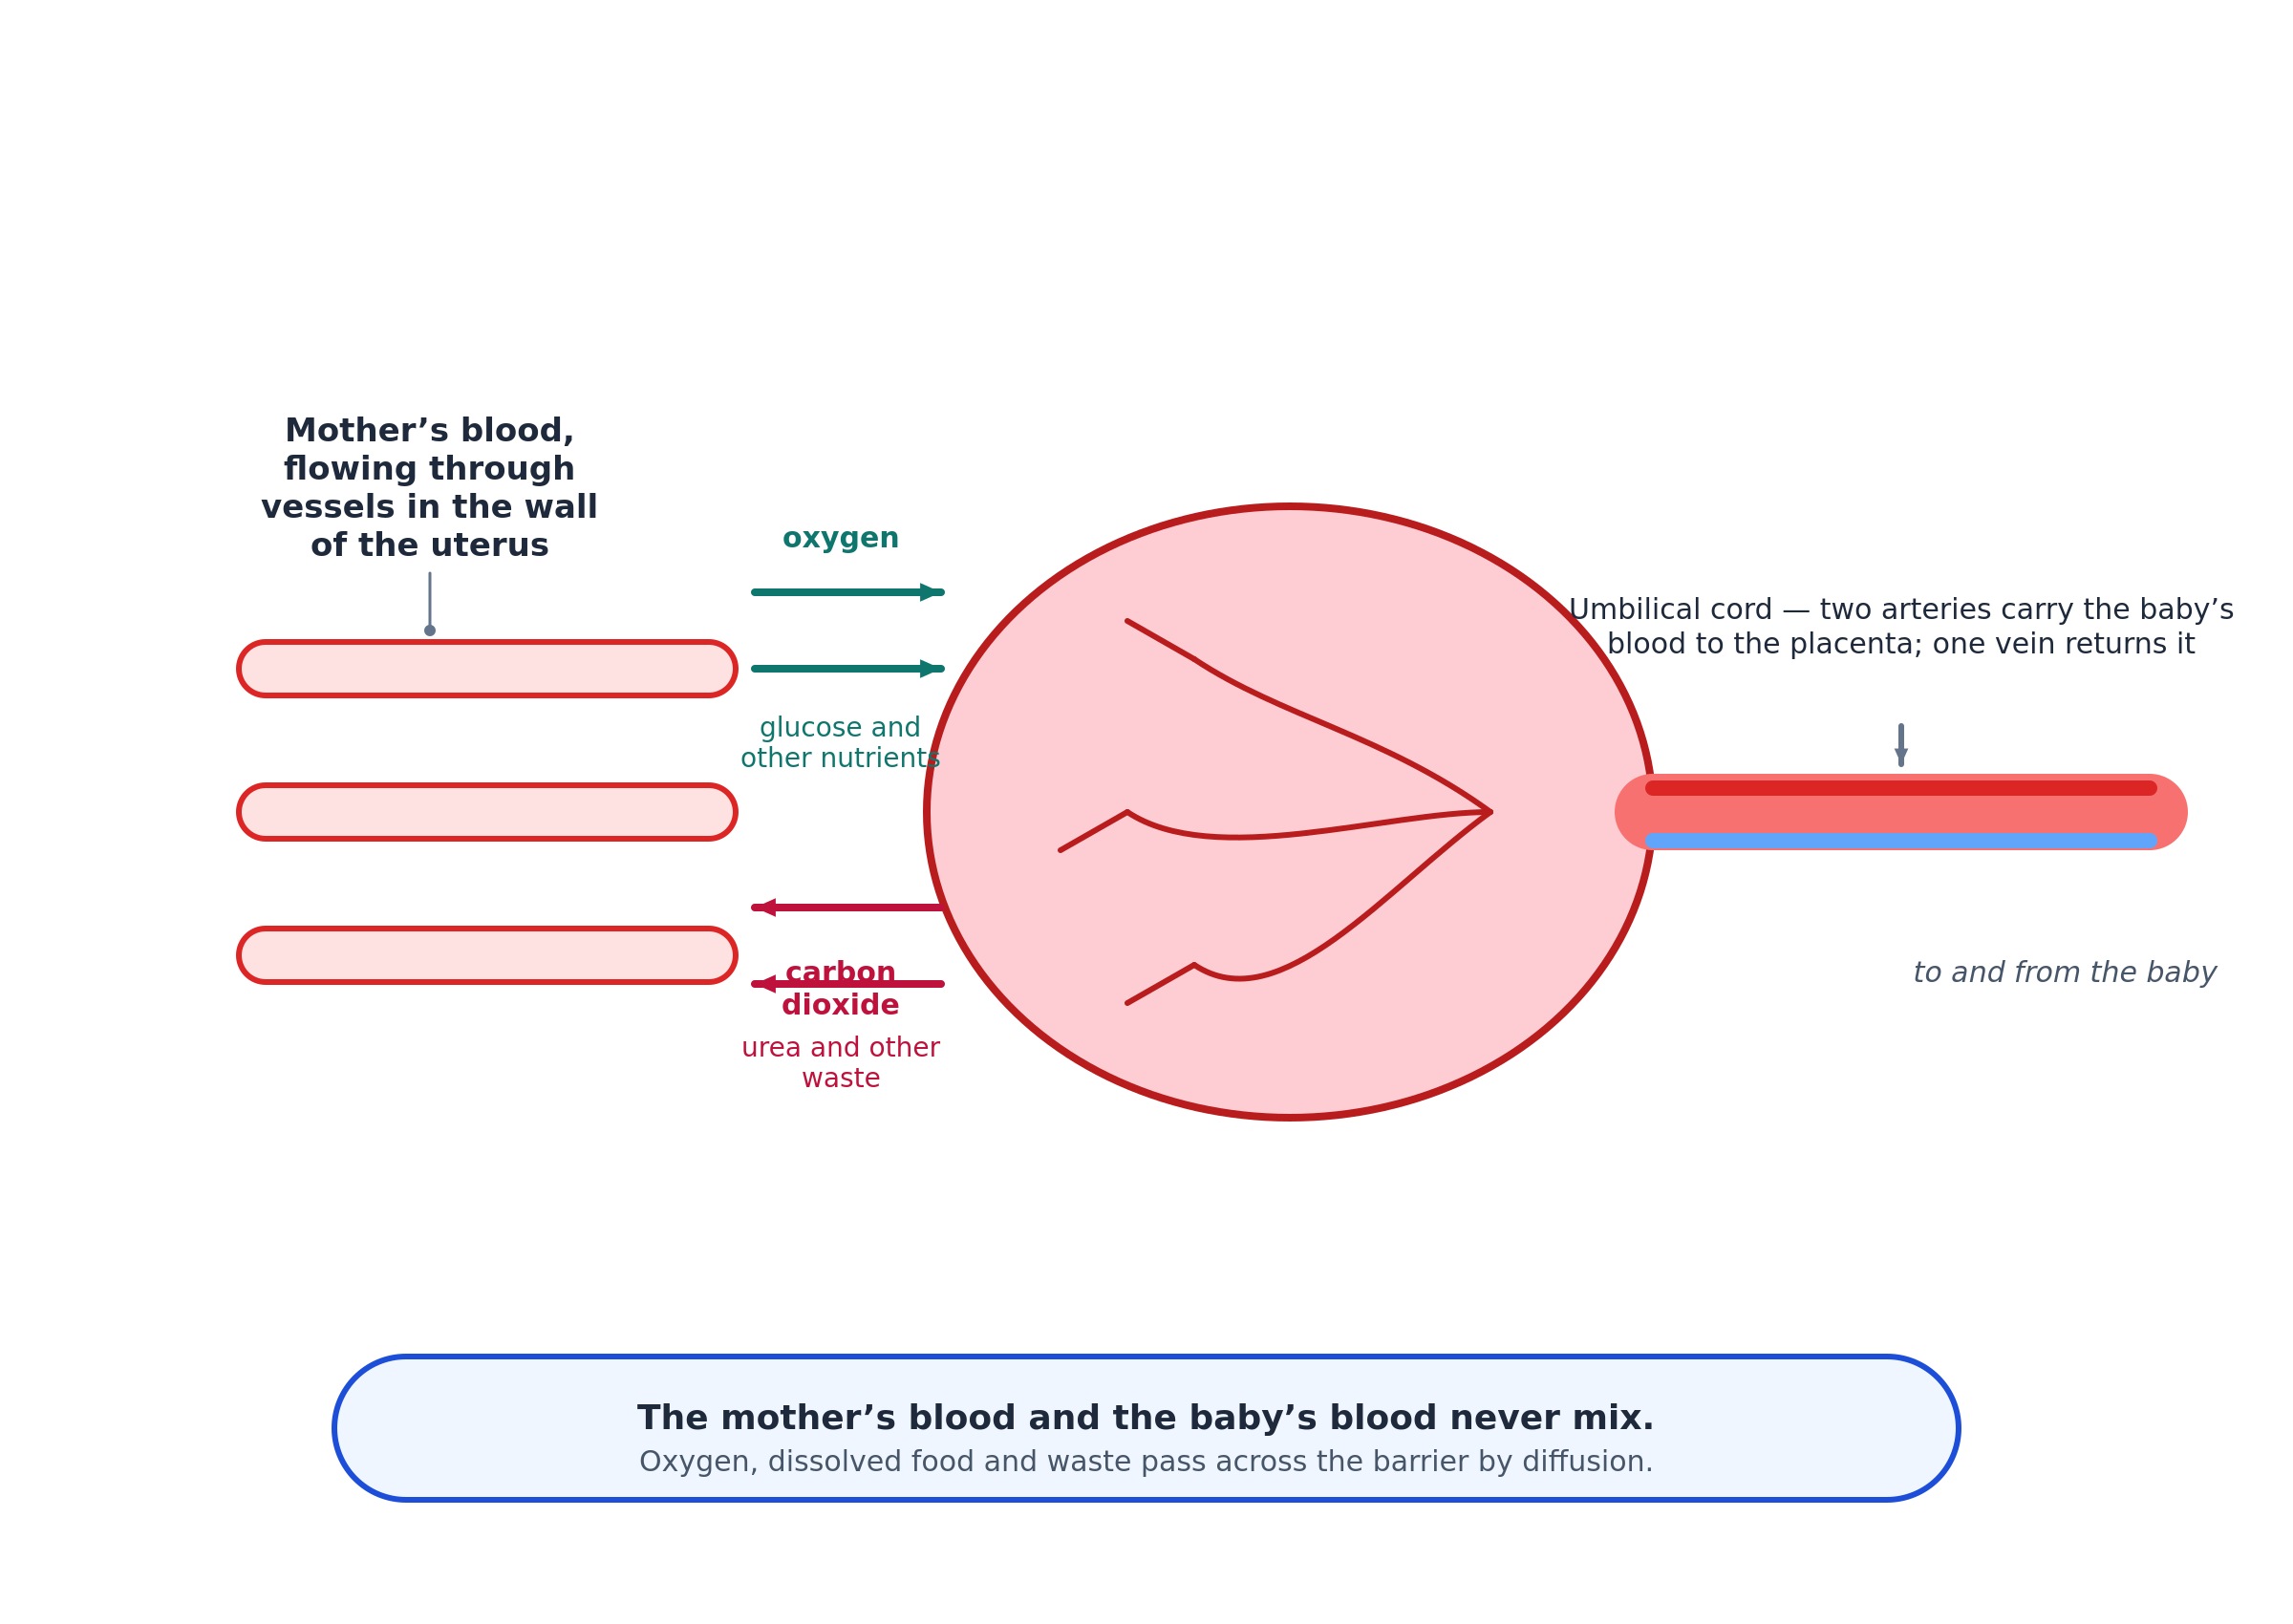 Mother’s blood,
flowing through
vessels in the wall
of the uterus
oxygen
glucose and
other nutrients
carbon
dioxide
urea and other
waste
Umbilical cord — two arteries carry the baby’s
blood to the placenta; one vein returns it
to and from the baby
The mother’s blood and the baby’s blood never mix.
Oxygen, dissolved food and waste pass across the barrier by diffusion.